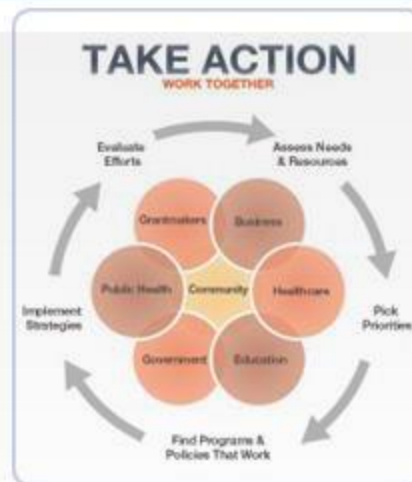 TAKE ACTION
WORK TOGETHER
Evaluate
Efforts
Assess Needs
& Resources
Grantmakers
Business
Public Health
Community
Healthcare
Implement
Strategies
Pick
Priorities
Government
Education
Find Programs &
Policies That Work